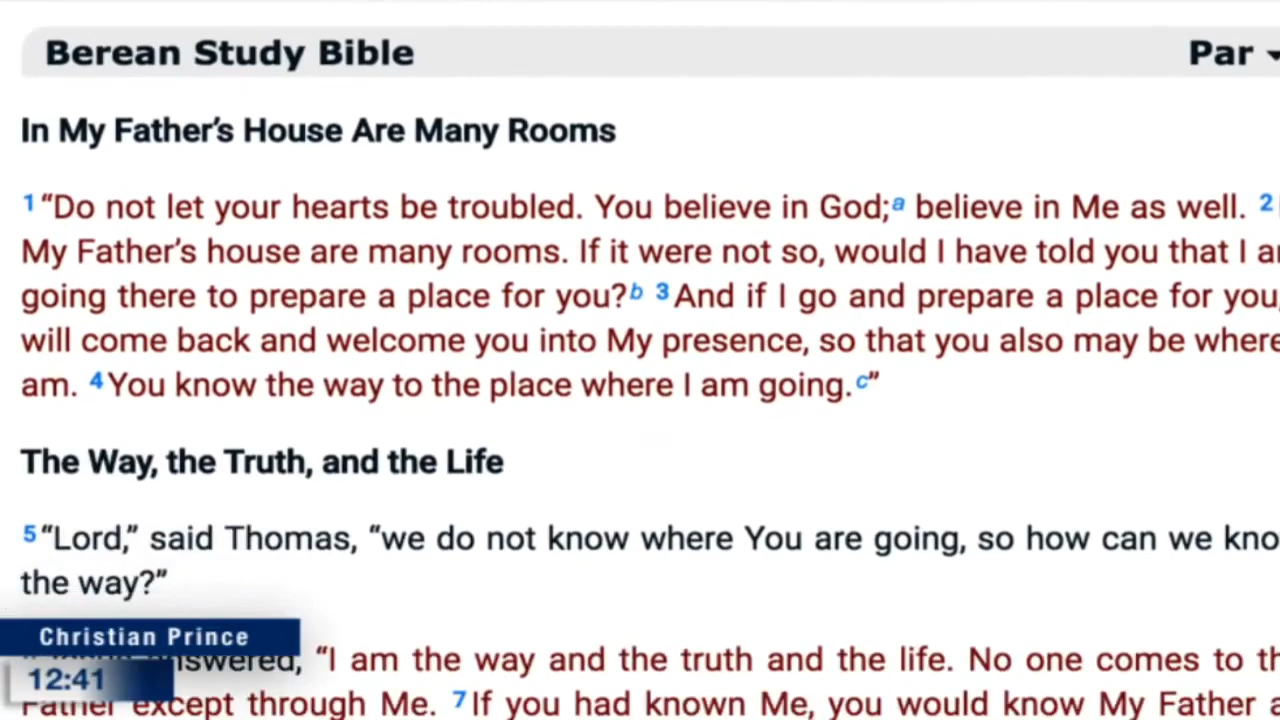 Berean Study Bible Par
In My Father's House Are Many Rooms
1 “Do not let your hearts be troubled. You believe in God;a believe in Me as well. 2
My Father's house are many rooms. If it were not so, would I have told you that I
going there to prepare a place for you?b 3 And if I go and prepare a place for you,
will come back and welcome you into My presence, so that you also may be where
am. 4 You know the way to the place where I am going.c”
The Way, the Truth, and the Life
5 “Lord,” said Thomas, “we do not know where You are going, so how can we
the way?”
Christian Prince
answered, “I am the way and the truth and the life. No one comes to
12:41
Father except through Me. 7 If you had known Me, you would know My Father